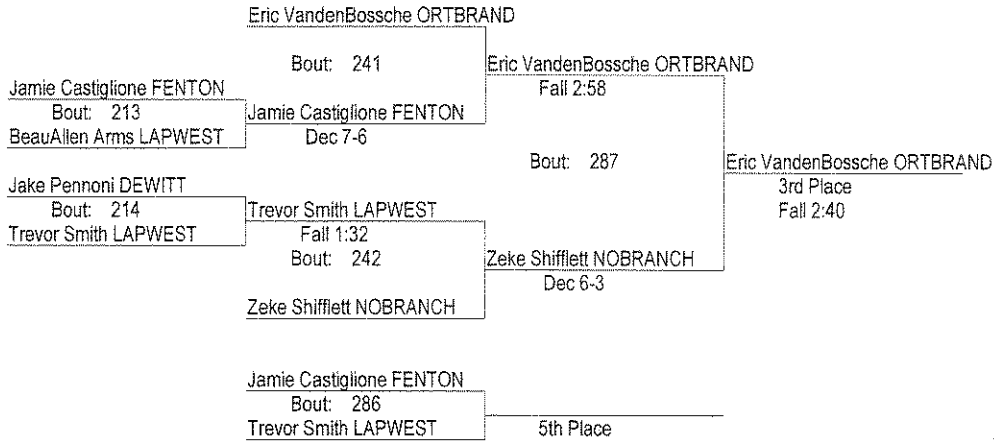 Eric VandenBossche ORTBRAND
Bout: 241
Eric VandenBossche ORTBRAND
Fall 2:58
Jamie Castiglione FENTON
Bout: 213
BeauAllen Arms LAPWEST
Jamie Castiglione FENTON
Dec 7-6
Bout: 287
Eric VandenBossche ORTBRAND
3rd Place
Fall 2:40
Jake Pennoni DEWITT
Bout: 214
Trevor Smith LAPWEST
Trevor Smith LAPWEST
Fall 1:32
Bout: 242
Zeke Shifflett NOBRANCH
Dec 6-3
Zeke Shifflett NOBRANCH
Jamie Castiglione FENTON
Bout: 286
Trevor Smith LAPWEST
5th Place